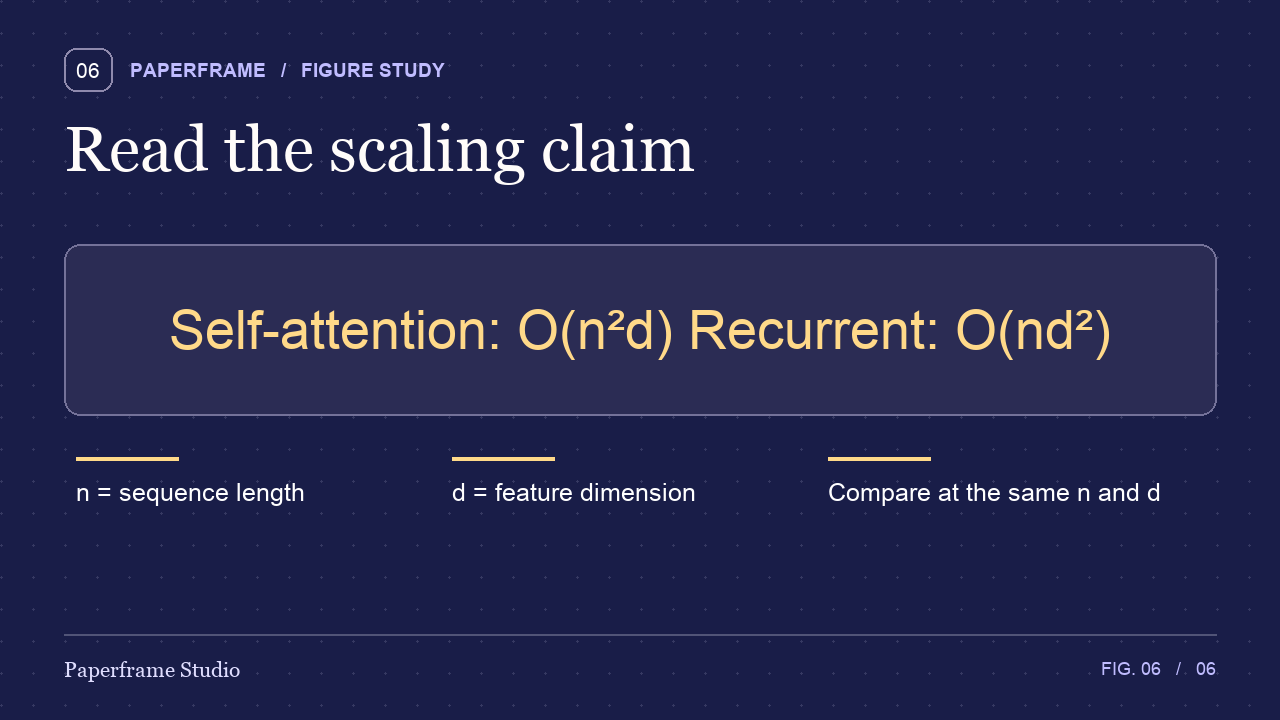 06 PAPERFRAME / FIGURE STUDY
Read the scaling claim
Self-attention: O(n²d) Recurrent: O(nd²)
n = sequence length
d = feature dimension
Compare at the same n and d
Paperframe Studio
FIG. 06 / 06